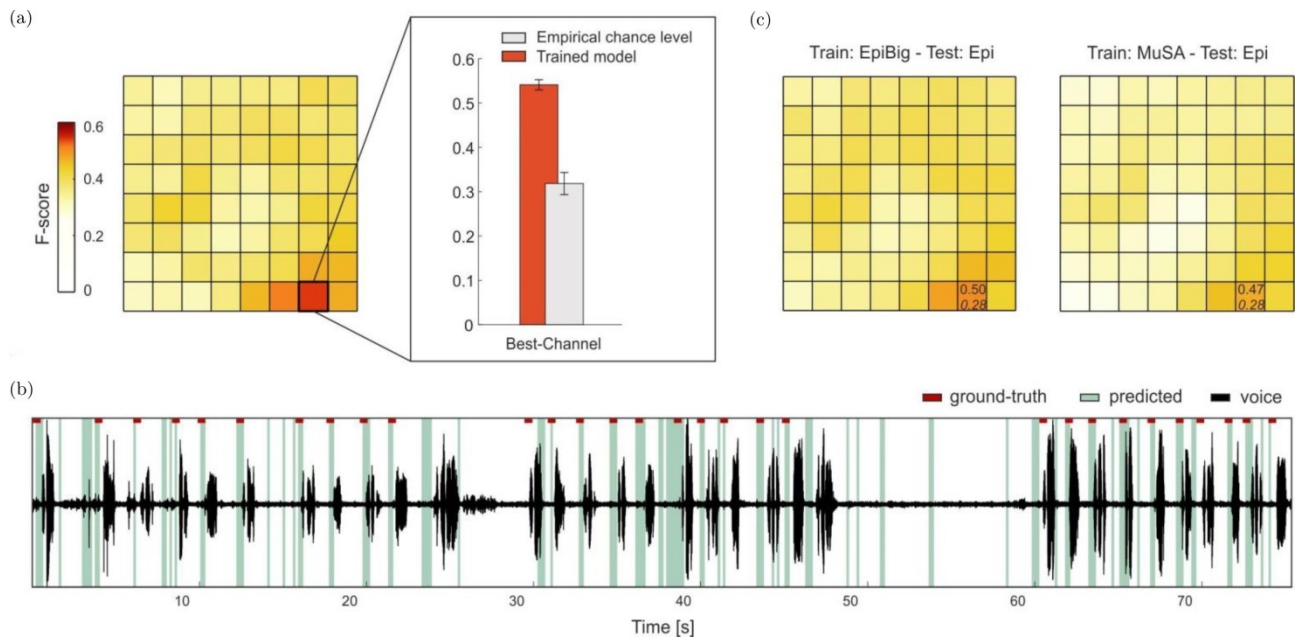 (a)
F-score
0.6
0.4
0.2
0
Empirical chance level
Trained model
0.6
0.5
0.4
0.3
0.2
0.1
0
Best-Channel
(c)
Train: EpiBig - Test: Epi
0.50
0.28
Train: MuSA - Test: Epi
0.47
0.28
(b)
ground-truth
predicted
voice
10 20 30 40 50 60 70
Time [s]